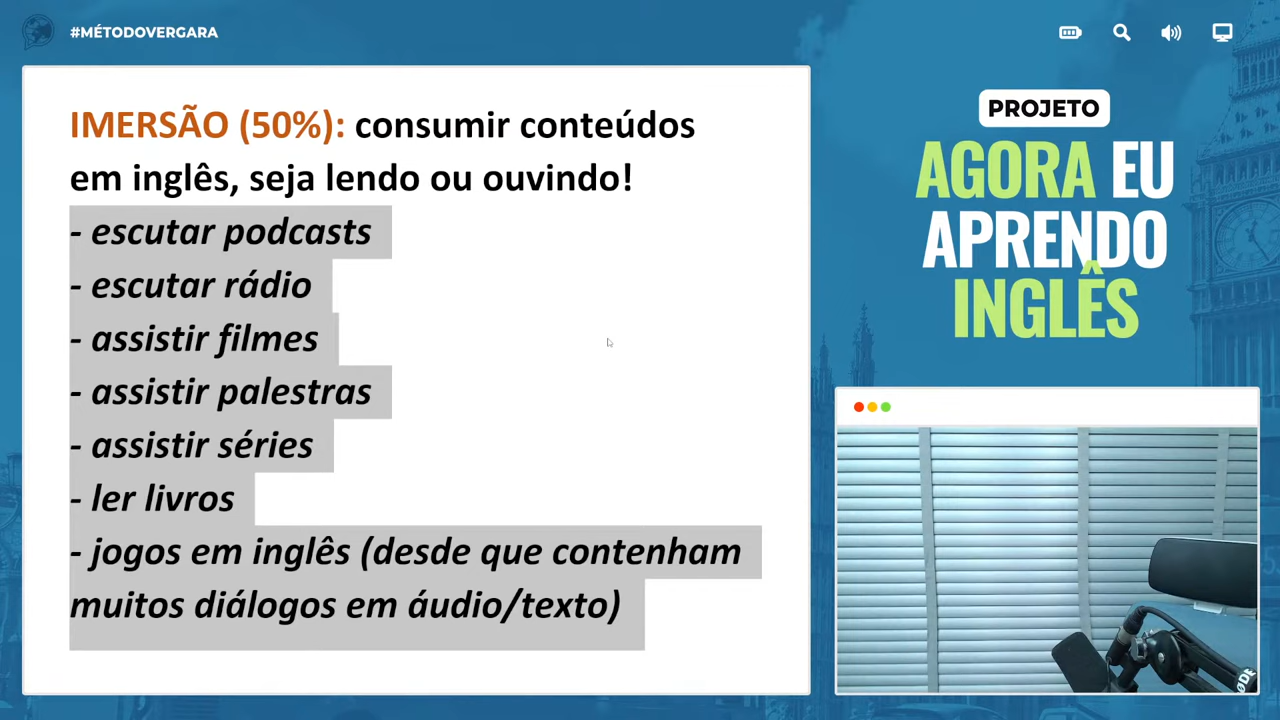 #MÉTODOVERGARA
IMERSÃO (50%): consumir conteúdos
em inglês, seja lendo ou ouvindo!
- escutar podcasts
- escutar rádio
- assistir filmes
- assistir palestras
- assistir séries
- ler livros
- jogos em inglês (desde que contenham
muitos diálogos em áudio/texto)
PROJETO
AGORA EU
APRENDO
INGLÊS
RØDE